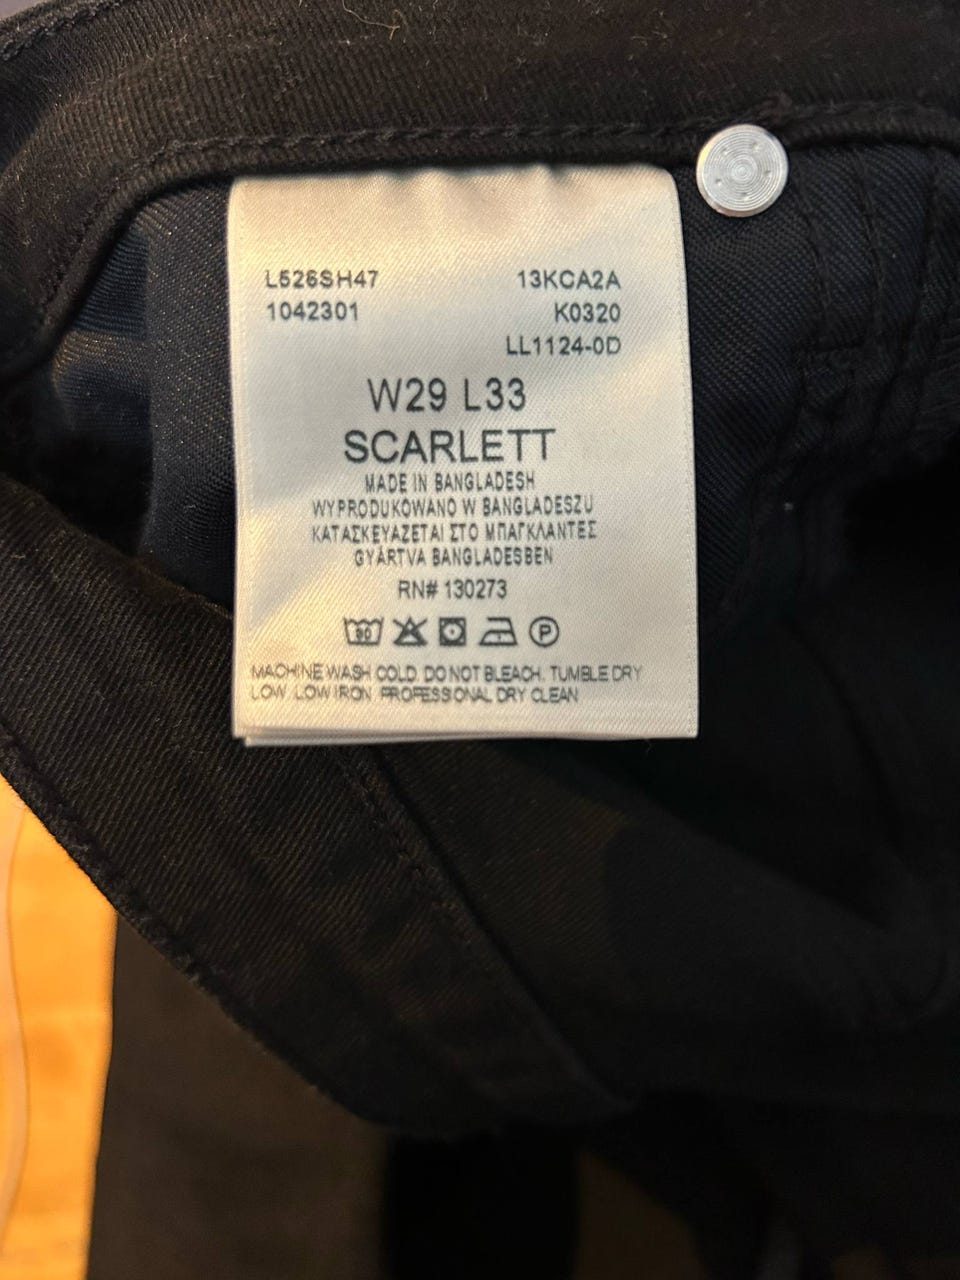 L526SH47 13KCA2A
1042301 K0320
LL1124-0D
W29 L33
SCARLETT
MADE IN BANGLADESH
WYPRODUKOWANO W BANGLADESZU
ΚΑΤΑΣΚΕΥΑΖΕΤΑΙ ΣΤΟ ΜΠΑΓΚΛΑΝΤΕΣ
GYÁRTVA BANGLADESBEN
RN# 130273
30 P
MACHINE WASH COLD. DO NOT BLEACH. TUMBLE DRY
LOW. LOW IRON. PROFESSIONAL DRY CLEAN